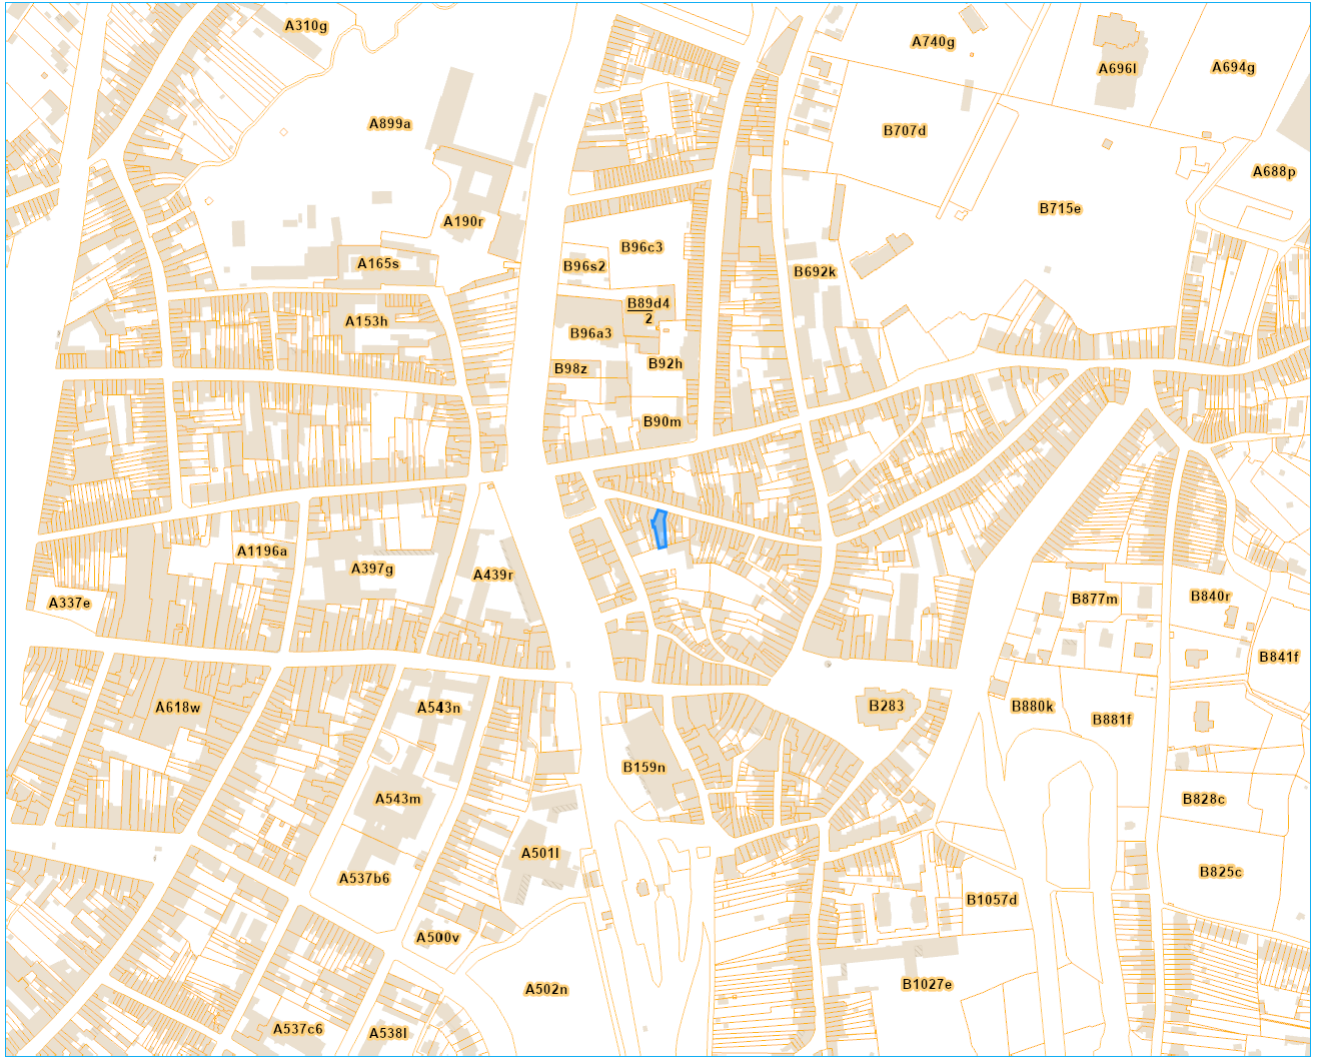 A310g
A740g
A696l
A694g
A899a
B707d
A688p
B715e
A190r
B96c3
A165s
B96s2
B692k
B89d4
2
A153h
B96a3
B98z
B92h
B90m
A1196a
A397g
A439r
A337e
B877m
B840r
B841f
A618w
A543n
B283
B880k
B881f
B159n
A543m
B828c
A501l
A537b6
B825c
B1057d
A500v
B1027e
A502n
A537c6
A538l